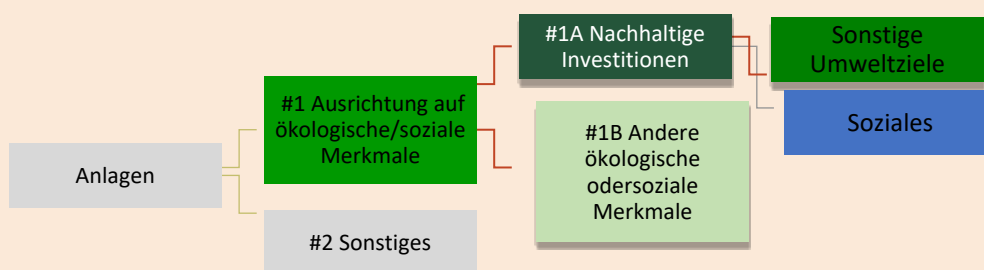 Anlagen
#1 Ausrichtung auf
ökologische/soziale
Merkmale
#2 Sonstiges
#1A Nachhaltige
Investitionen
#1B Andere
ökologische
odersoziale
Merkmale
Sonstige
Umweltziele
Soziales